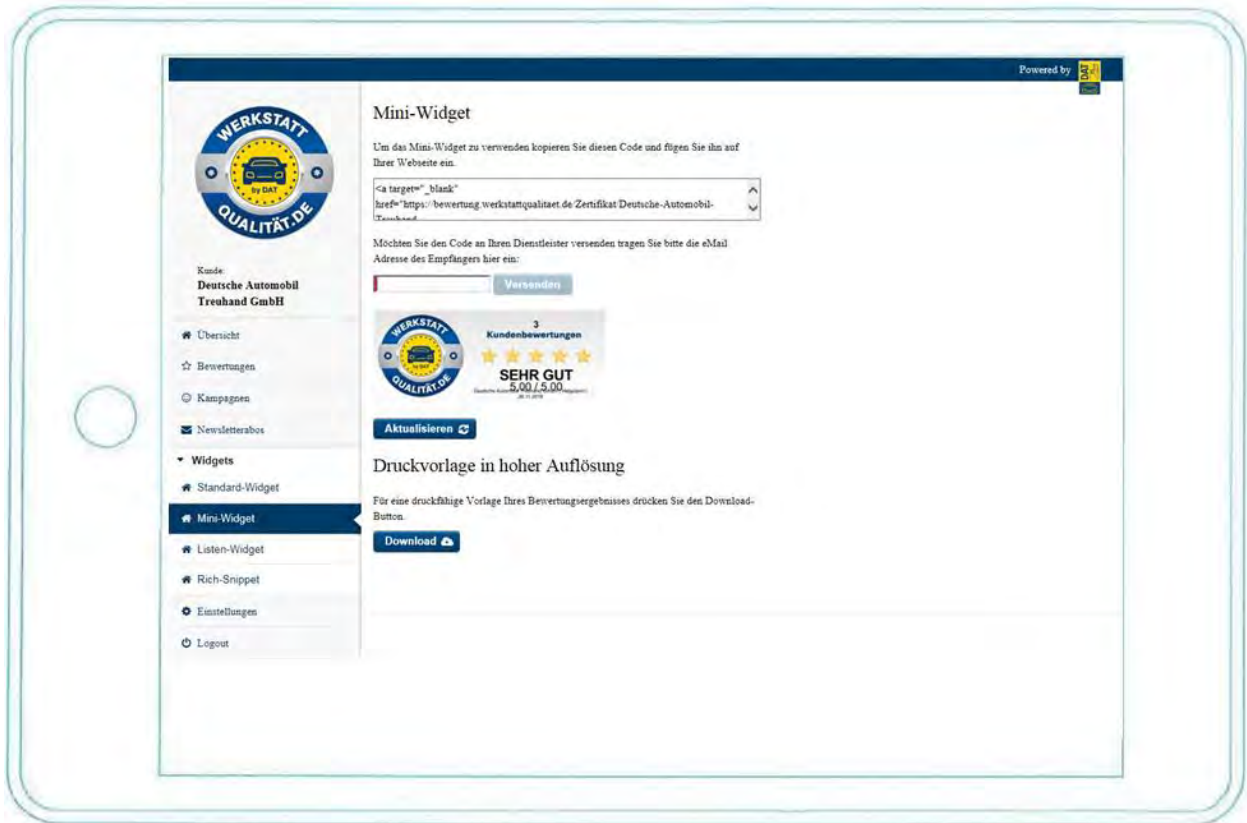 Powered by
DAT
WERKSTATT
by DAT
QUALITÄT.DE
Kunde:
Deutsche Automobil
Treuhand GmbH
Übersicht
Bewertungen
Kampagnen
Newsletterabos
Widgets
Standard-Widget
Mini-Widget
Listen-Widget
Rich-Snippet
Einstellungen
Logout
Mini-Widget
Um das Mini-Widget zu verwenden kopieren Sie diesen Code und fügen Sie ihn auf
Ihrer Webseite ein.
<a target="_blank"
href="https://bewertung.werkstattqualitaet.de/Zertifikat/Deutsche-Automobil-
Treuhand
Möchten Sie den Code an Ihren Dienstleister versenden tragen Sie bitte die eMail
Adresse des Empfängers hier ein:
Versenden
WERKSTATT
by DAT
QUALITÄT.DE
3
Kundenbewertungen
SEHR GUT
5,00 / 5,00
Aktualisieren
Druckvorlage in hoher Auflösung
Für eine druckfähige Vorlage Ihres Bewertungsergebnisses drücken Sie den Download-
Button.
Download